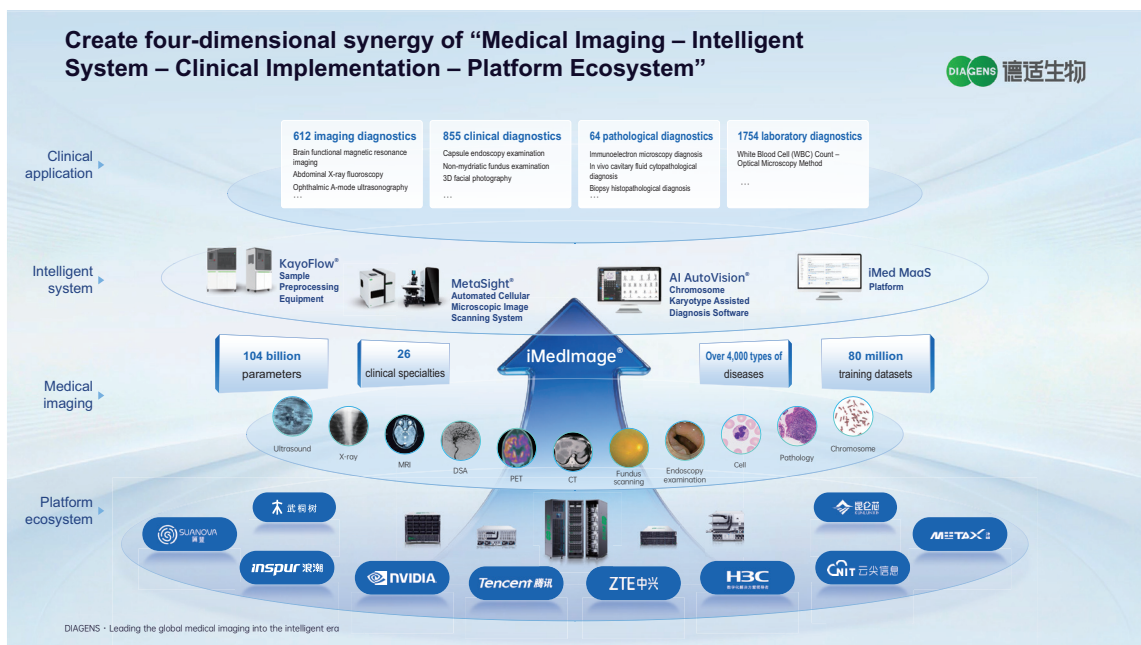 Create four-dimensional synergy of “Medical Imaging – Intelligent
System – Clinical Implementation – Platform Ecosystem”
DIAGENS 德适生物
Clinical
application
612 imaging diagnostics
Brain functional magnetic resonance
imaging
Abdominal X-ray fluoroscopy
Ophthalmic A-mode ultrasonography
...
855 clinical diagnostics
Capsule endoscopy examination
Non-mydriatic fundus examination
3D facial photography
...
64 pathological diagnostics
Immunoelectron microscopy diagnosis
In vivo cavitary fluid cytopathological
diagnosis
Biopsy histopathological diagnosis
...
1754 laboratory diagnostics
White Blood Cell (WBC) Count –
Optical Microscopy Method
...
Intelligent
system
KayoFlow®
Sample
Preprocessing
Equipment
MetaSight®
Automated Cellular
Microscopic Image
Scanning System
AI AutoVision®
Chromosome
Karyotype Assisted
Diagnosis Software
iMed MaaS
Platform
iMedImage®
Medical
imaging
104 billion
parameters
26
clinical specialties
Over 4,000 types of
diseases
80 million
training datasets
Ultrasound
X-ray
MRI
DSA
PET
CT
Fundus
scanning
Endoscopy
examination
Cell
Pathology
Chromosome
Platform
ecosystem
SUANOVA
武桐树
inspur 浪潮
NVIDIA
Tencent 腾讯
ZTE中兴
H3C
昆仑芯
CNIT 云尖信息
METAX
DIAGENS · Leading the global medical imaging into the intelligent era